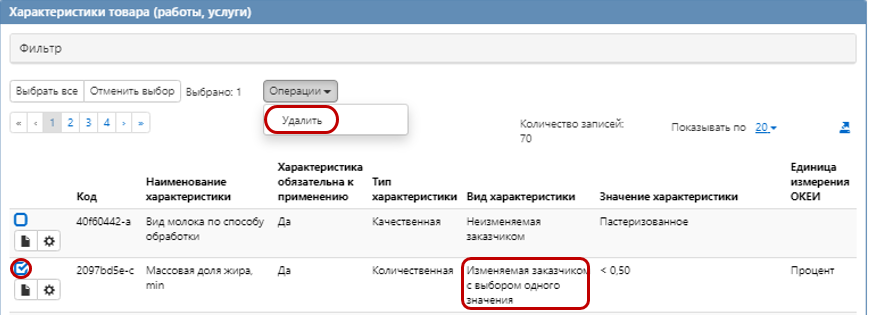 Характеристики товара (работы, услуги)
Фильтр
Выбрать все Отменить выбор Выбрано: 1 Операции
Удалить
« ‹ 1 2 3 4 › »
Количество записей: 70
Показывать по 20
Код
Наименование характеристики
Характеристика обязательна к применению
Тип характеристики
Вид характеристики
Значение характеристики
Единица измерения ОКЕИ
40f60442-a
Вид молока по способу обработки
Да
Качественная
Неизменяемая заказчиком
Пастеризованное
2097bd5e-c
Массовая доля жира, min
Да
Количественная
Изменяемая заказчиком с выбором одного значения
< 0,50
Процент